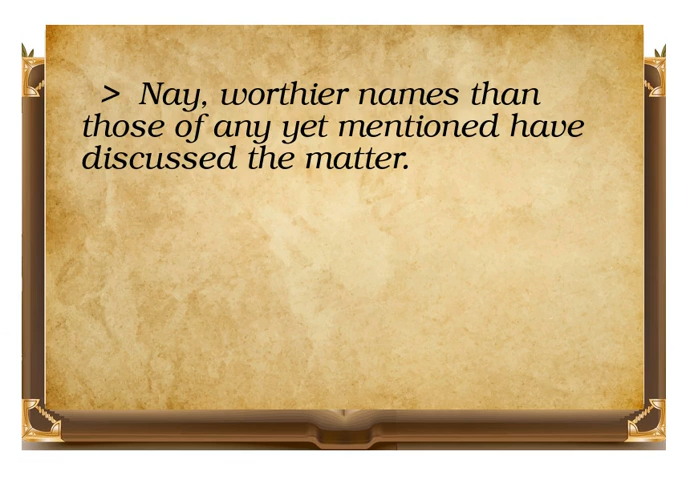 > Nay, worthier names than
those of any yet mentioned have
discussed the matter.